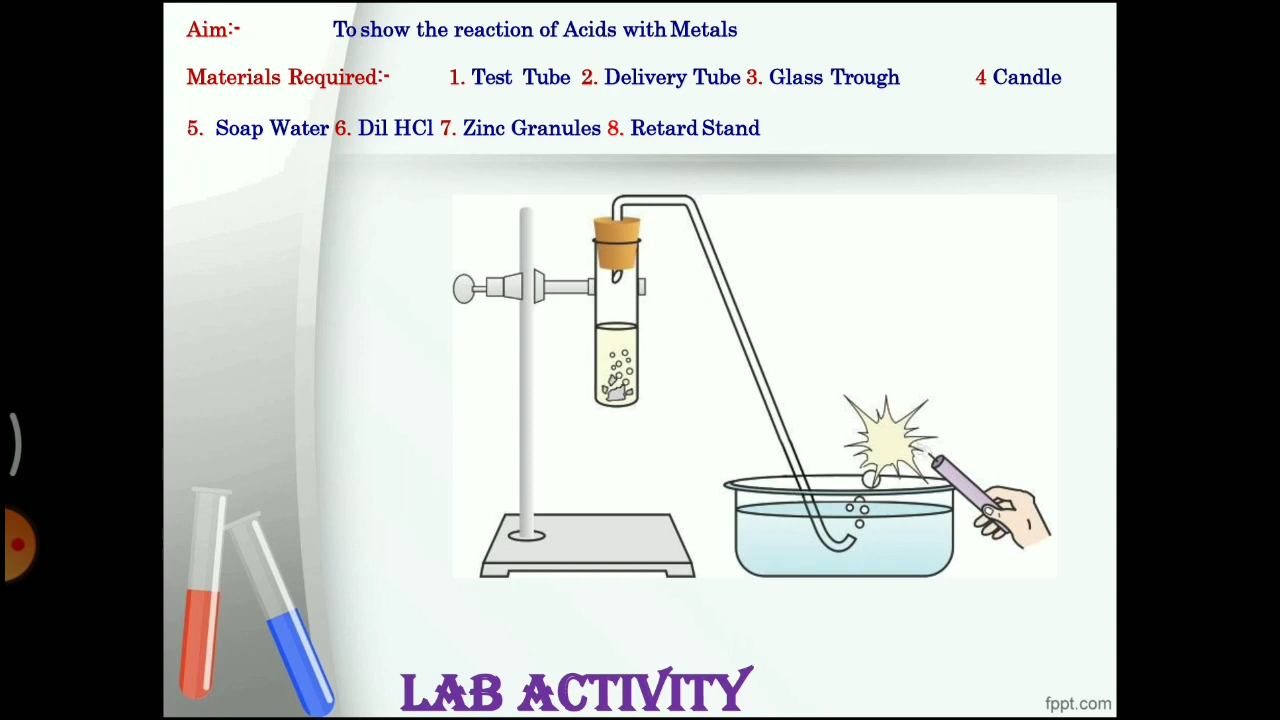 Aim:- To show the reaction of Acids with Metals
Materials Required:- 1. Test Tube 2. Delivery Tube 3. Glass Trough 4 Candle
5. Soap Water 6. Dil HCl 7. Zinc Granules 8. Retard Stand
LAB ACTIVITY
fppt.com